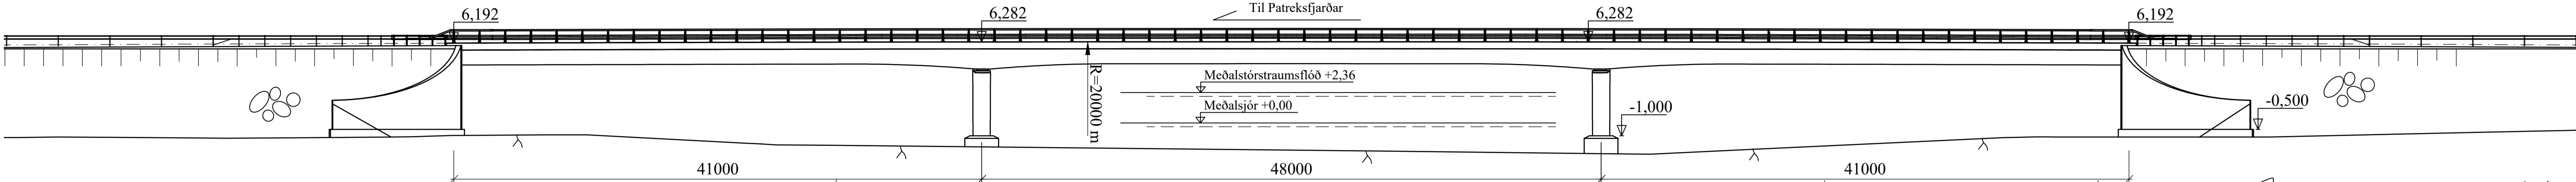 6,192
6,282
Til Patreksfjarðar
6,282
6,192
R=20000 m
Meðalstórstraumsflóð +2,36
Meðalsjór +0,00
-1,000
-0,500
41000
48000
41000